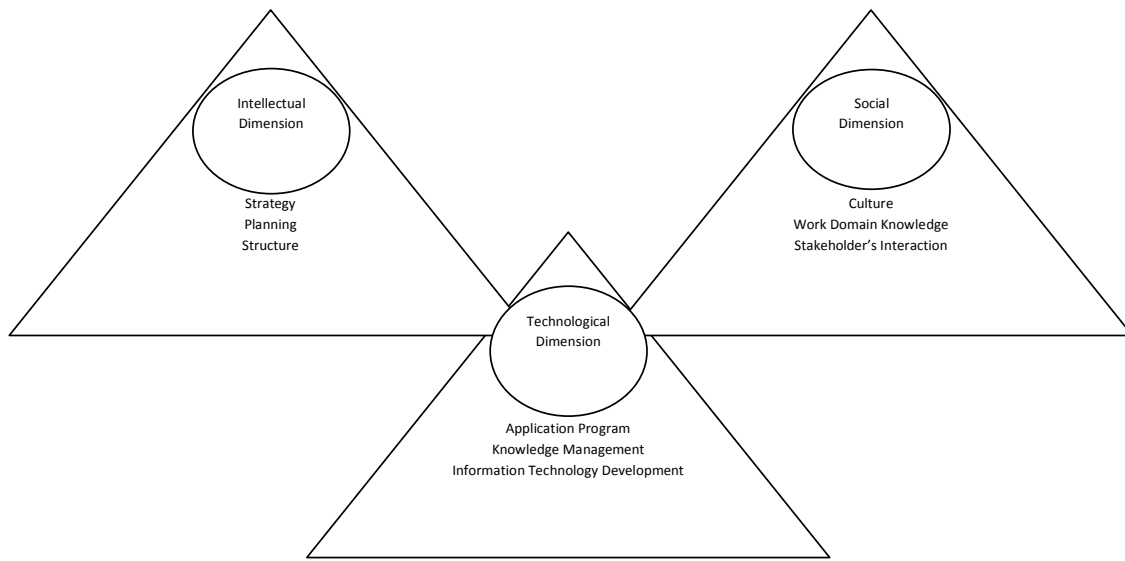 Intellectual
Dimension
Strategy
Planning
Structure
Social
Dimension
Culture
Work Domain Knowledge
Stakeholder’s Interaction
Technological
Dimension
Application Program
Knowledge Management
Information Technology Development